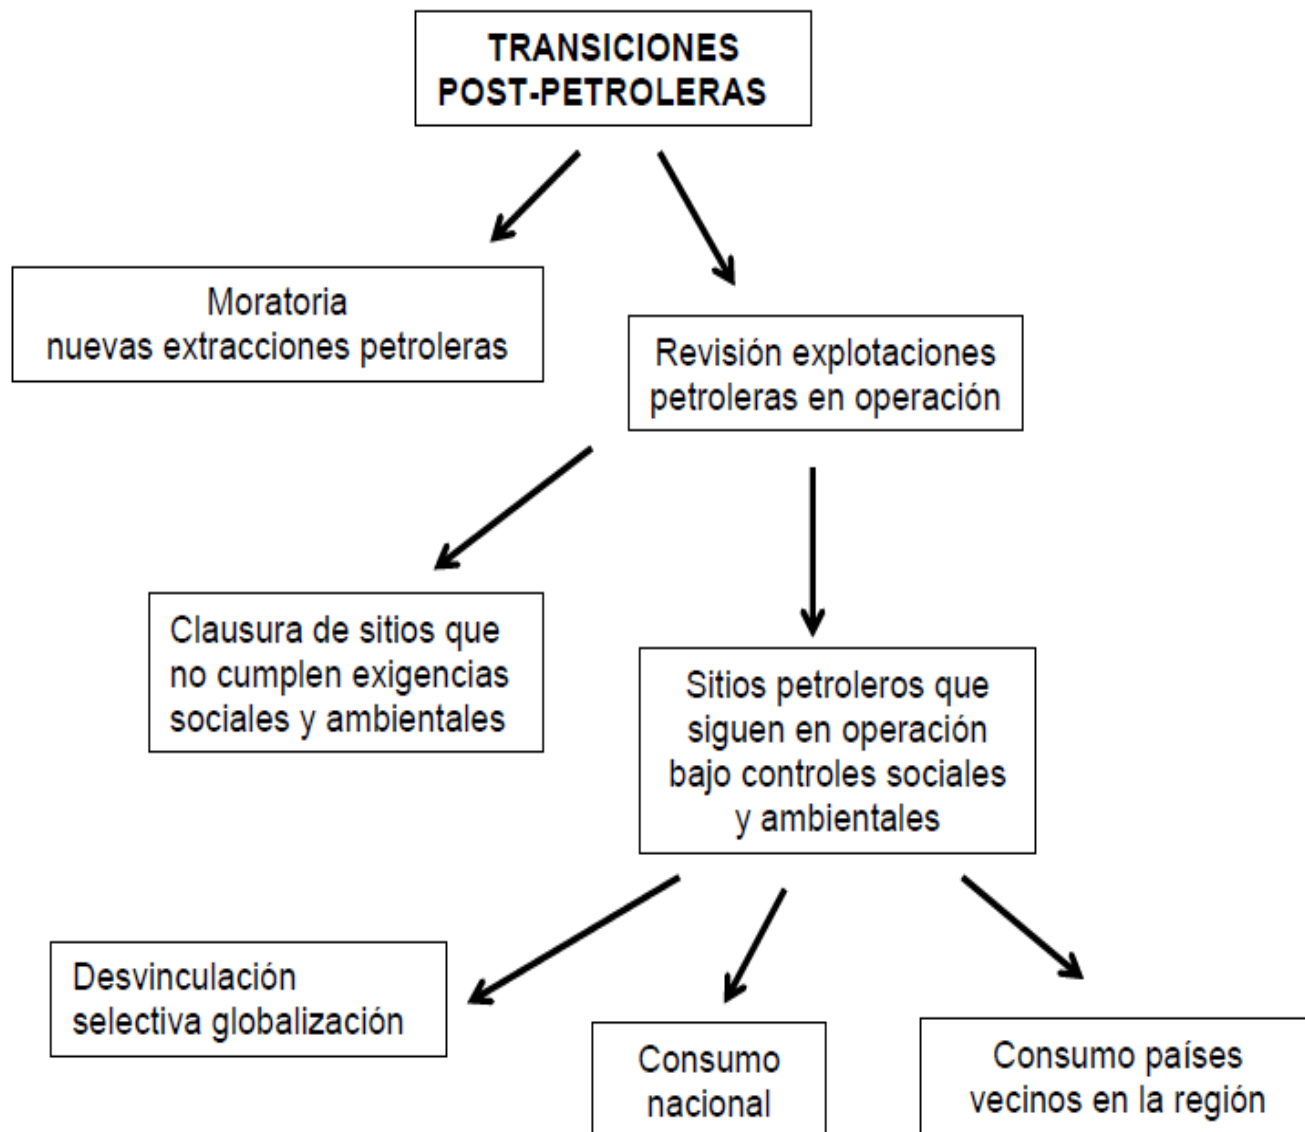 TRANSICIONES
POST-PETROLERAS
Moratoria
nuevas extracciones petroleras
Revisión explotaciones
petroleras en operación
Clausura de sitios que
no cumplen exigencias
sociales y ambientales
Sitios petroleros que
siguen en operación
bajo controles sociales
y ambientales
Desvinculación
selectiva globalización
Consumo
nacional
Consumo países
vecinos en la región